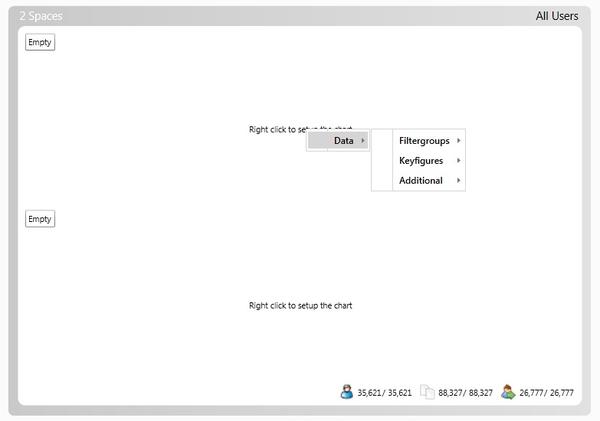 2 Spaces
All Users
Empty
Right click to setup the chart
Data
Filtergroups
Keyfigures
Additional
Empty
Right click to setup the chart
35,621/ 35,621
88,327/ 88,327
26,777/ 26,777